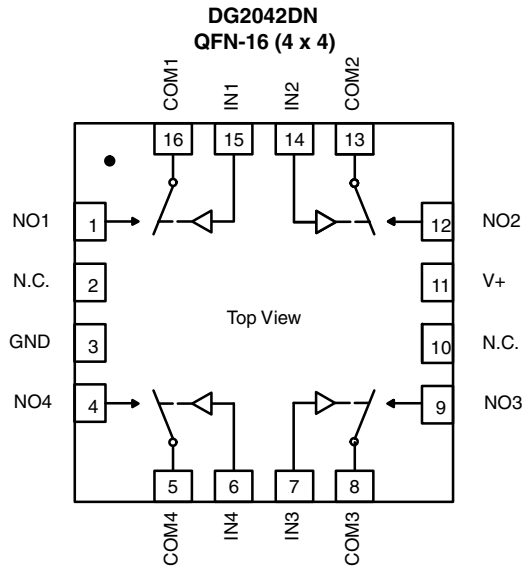 DG2042DN
QFN-16 (4 x 4)
COM1
IN1
IN2
COM2
16
15
14
13
NO1
1
12
NO2
N.C.
2
11
V+
Top View
GND
3
10
N.C.
NO4
4
9
NO3
5
6
7
8
COM4
IN4
IN3
COM3